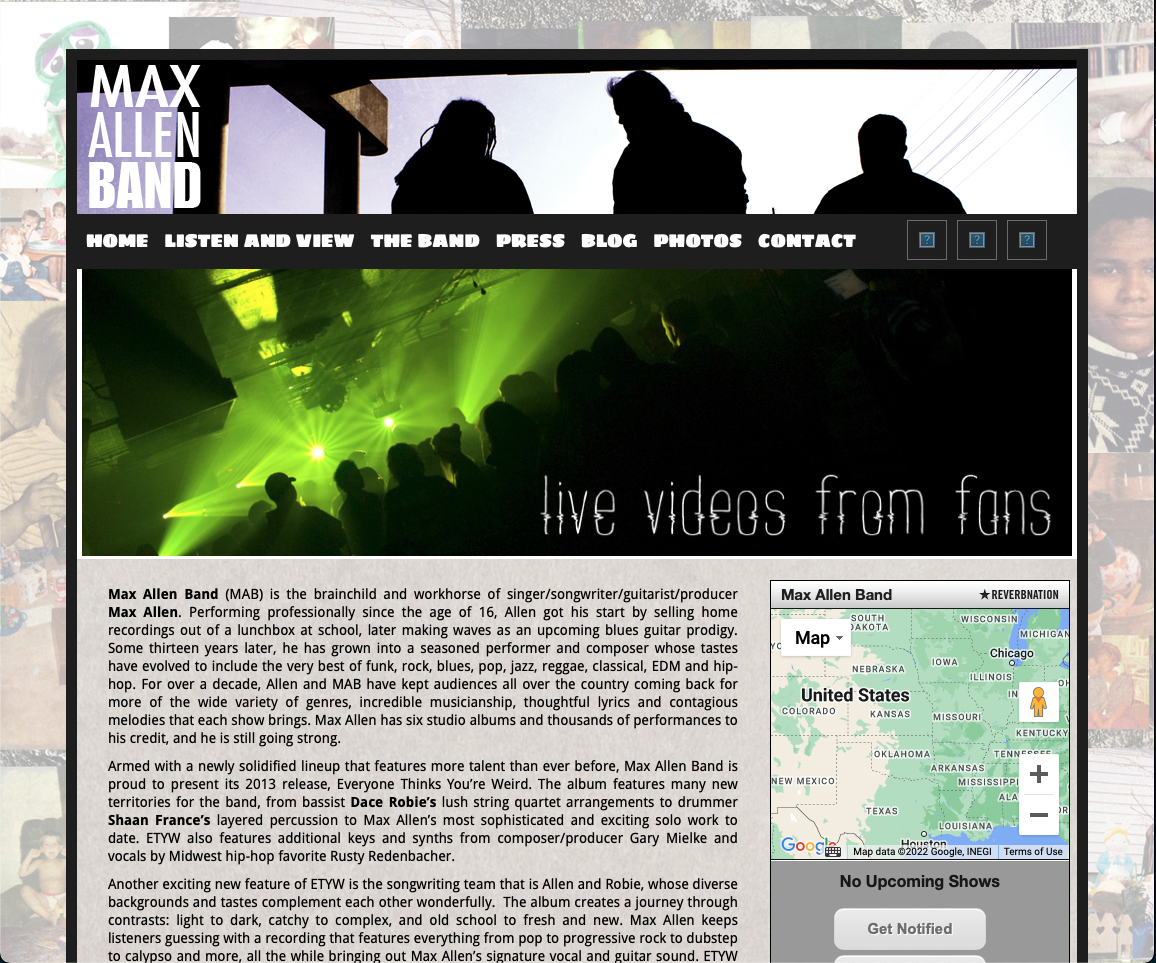 MAX
ALLEN
BAND
HOME LISTEN AND VIEW THE BAND PRESS BLOG PHOTOS CONTACT
live videos from fans
Max Allen Band (MAB) is the brainchild and workhorse of singer/songwriter/guitarist/producer
Max Allen. Performing professionally since the age of 16, Allen got his start by selling home
recordings out of a lunchbox at school, later making waves as an upcoming blues guitar prodigy.
Some thirteen years later, he has grown into a seasoned performer and composer whose tastes
have evolved to include the very best of funk, rock, blues, pop, jazz, reggae, classical, EDM and hip-
hop. For over a decade, Allen and MAB have kept audiences all over the country coming back for
more of the wide variety of genres, incredible musicianship, thoughtful lyrics and contagious
melodies that each show brings. Max Allen has six studio albums and thousands of performances to
his credit, and he is still going strong.
Armed with a newly solidified lineup that features more talent than ever before, Max Allen Band is
proud to present its 2013 release, Everyone Thinks You're Weird. The album features many new
territories for the band, from bassist Dace Robie's lush string quartet arrangements to drummer
Shaan France's layered percussion to Max Allen's most sophisticated and exciting solo work to
date. ETYW also features additional keys and synths from composer/producer Gary Mielke and
vocals by Midwest hip-hop favorite Rusty Redenbacher.
Another exciting new feature of ETYW is the songwriting team that is Allen and Robie, whose diverse
backgrounds and tastes complement each other wonderfully. The album creates a journey through
contrasts: light to dark, catchy to complex, and old school to fresh and new. Max Allen keeps
listeners guessing with a recording that features everything from pop to progressive rock to dubstep
to calypso and more, all the while bringing out Max Allen's signature vocal and guitar sound. ETYW
Max Allen Band ★REVERBNATION
Map
SOUTH
DAKOTA
WISCONSIN
MICHIGAN
Chicago
IOWA
NEBRASKA
ILLINOIS
IN
United States
COLORADO
KANSAS
MISSOURI
KENTUCKY
OKLAHOMA
TENNESSEE
ARKANSAS
NEW MEXICO
MISSISSIPPI
ALA
TEXAS
LOUISIANA
Houston
Google Map data ©2022 Google, INEGI Terms of Use
No Upcoming Shows
Get Notified